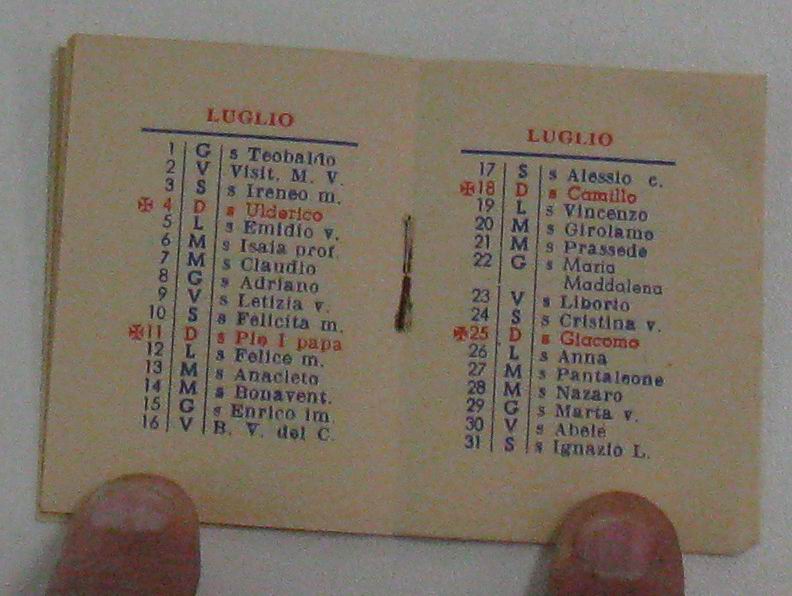 LUGLIO
1 G s Teobaldo
2 V Visit. M. V.
3 S s Ireneo m.
✠ 4 D s Ulderico
5 L s Emidio v.
6 M s Isaia prof.
7 M s Claudio
8 G s Adriano
9 V s Letizia v.
10 S s Felicita m.
✠11 D s Pio I papa
12 L s Felice m.
13 M s Anacleto
14 M s Bonavent.
15 G s Enrico im.
16 V B. V. del C.
LUGLIO
17 S s Alessio c.
✠18 D s Camillo
19 L s Vincenzo
20 M s Girolamo
21 M s Prassede
22 G s Maria
Maddalena
23 V s Liborio
24 S s Cristina v.
✠25 D s Giacomo
26 L s Anna
27 M s Pantaleone
28 M s Nazaro
29 G s Marta v.
30 V s Abele
31 S s Ignazio L.